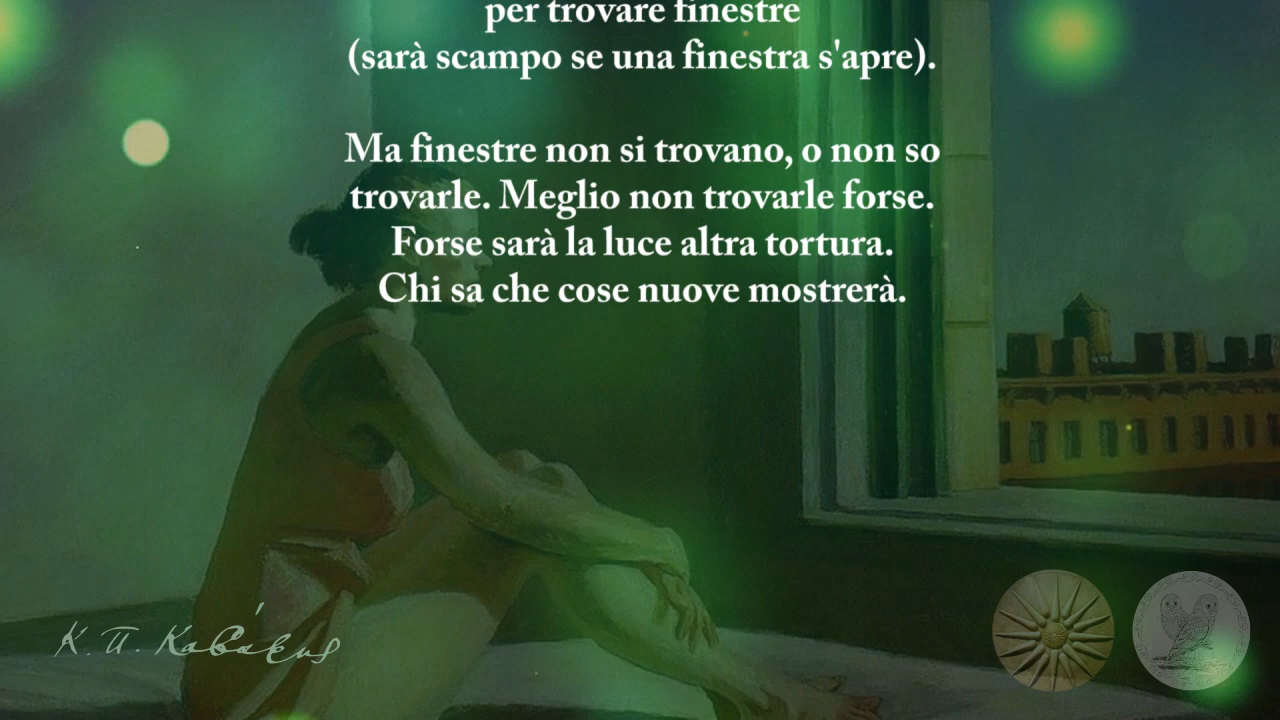 per trovare finestre
(sarà scampo se una finestra s'apre).
Ma finestre non si trovano, o non so
trovarle. Meglio non trovarle forse.
Forse sarà la luce altra tortura.
Chi sa che cose nuove mostrerà.
Κ. Π. Καβάφης